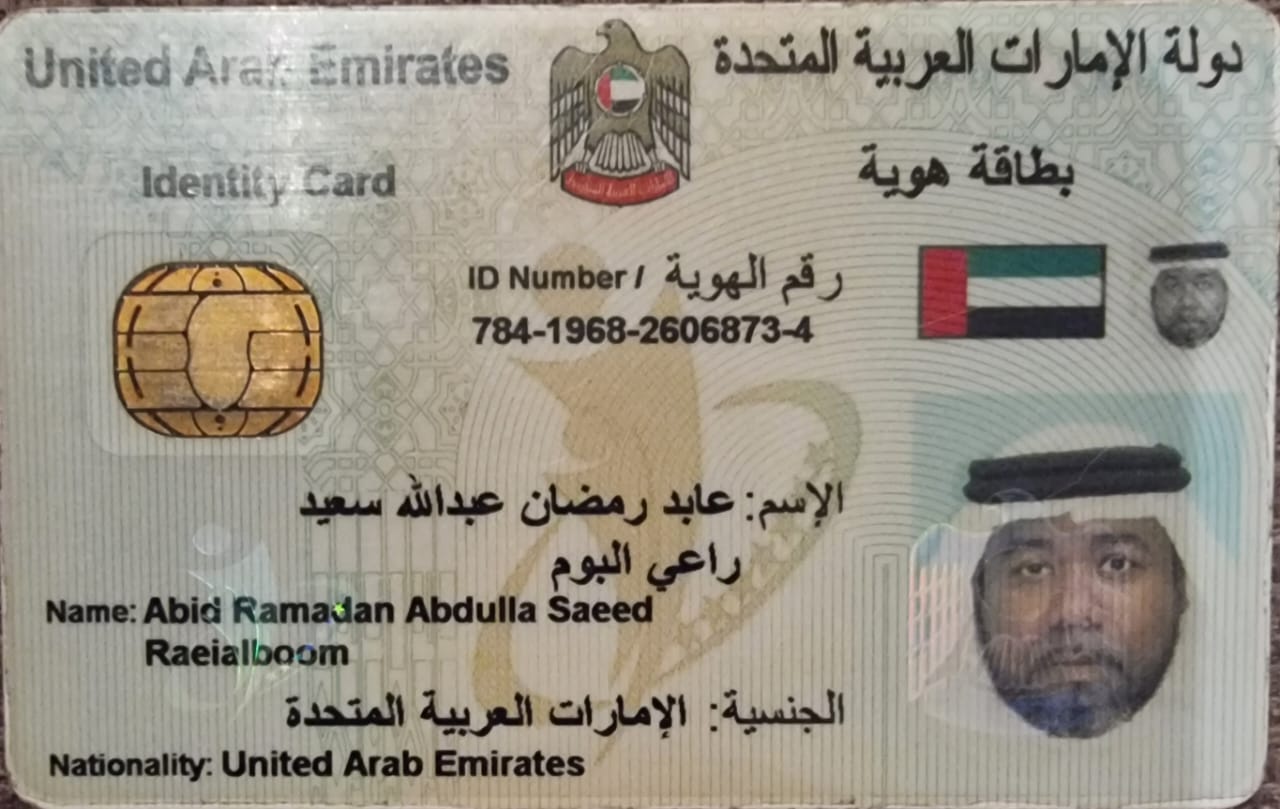 United Arab Emirates
دولة الإمارات العربية المتحدة
Identity Card
بطاقة هوية
ID Number / رقم الهوية
784-1968-2606873-4
الإسم: عابد رمضان عبدالله سعيد
راعي البوم
Name: Abid Ramadan Abdulla Saeed
Raeialboom
الجنسية: الإمارات العربية المتحدة
Nationality: United Arab Emirates